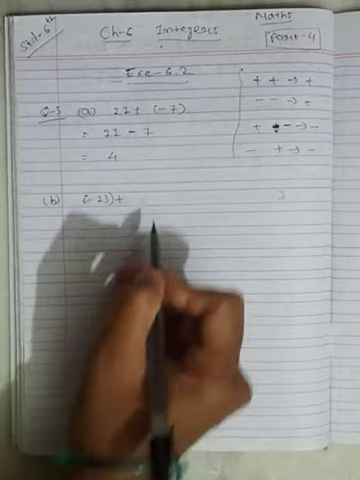 Std-6th
Maths
Ch-6 Integers
Part-4
Exe-6.2
+ + → +
- - → +
+ - → -
- + → -
Q-3 (a) 11 + (-7)
= 11 - 7
= 4
(b) (-13) +